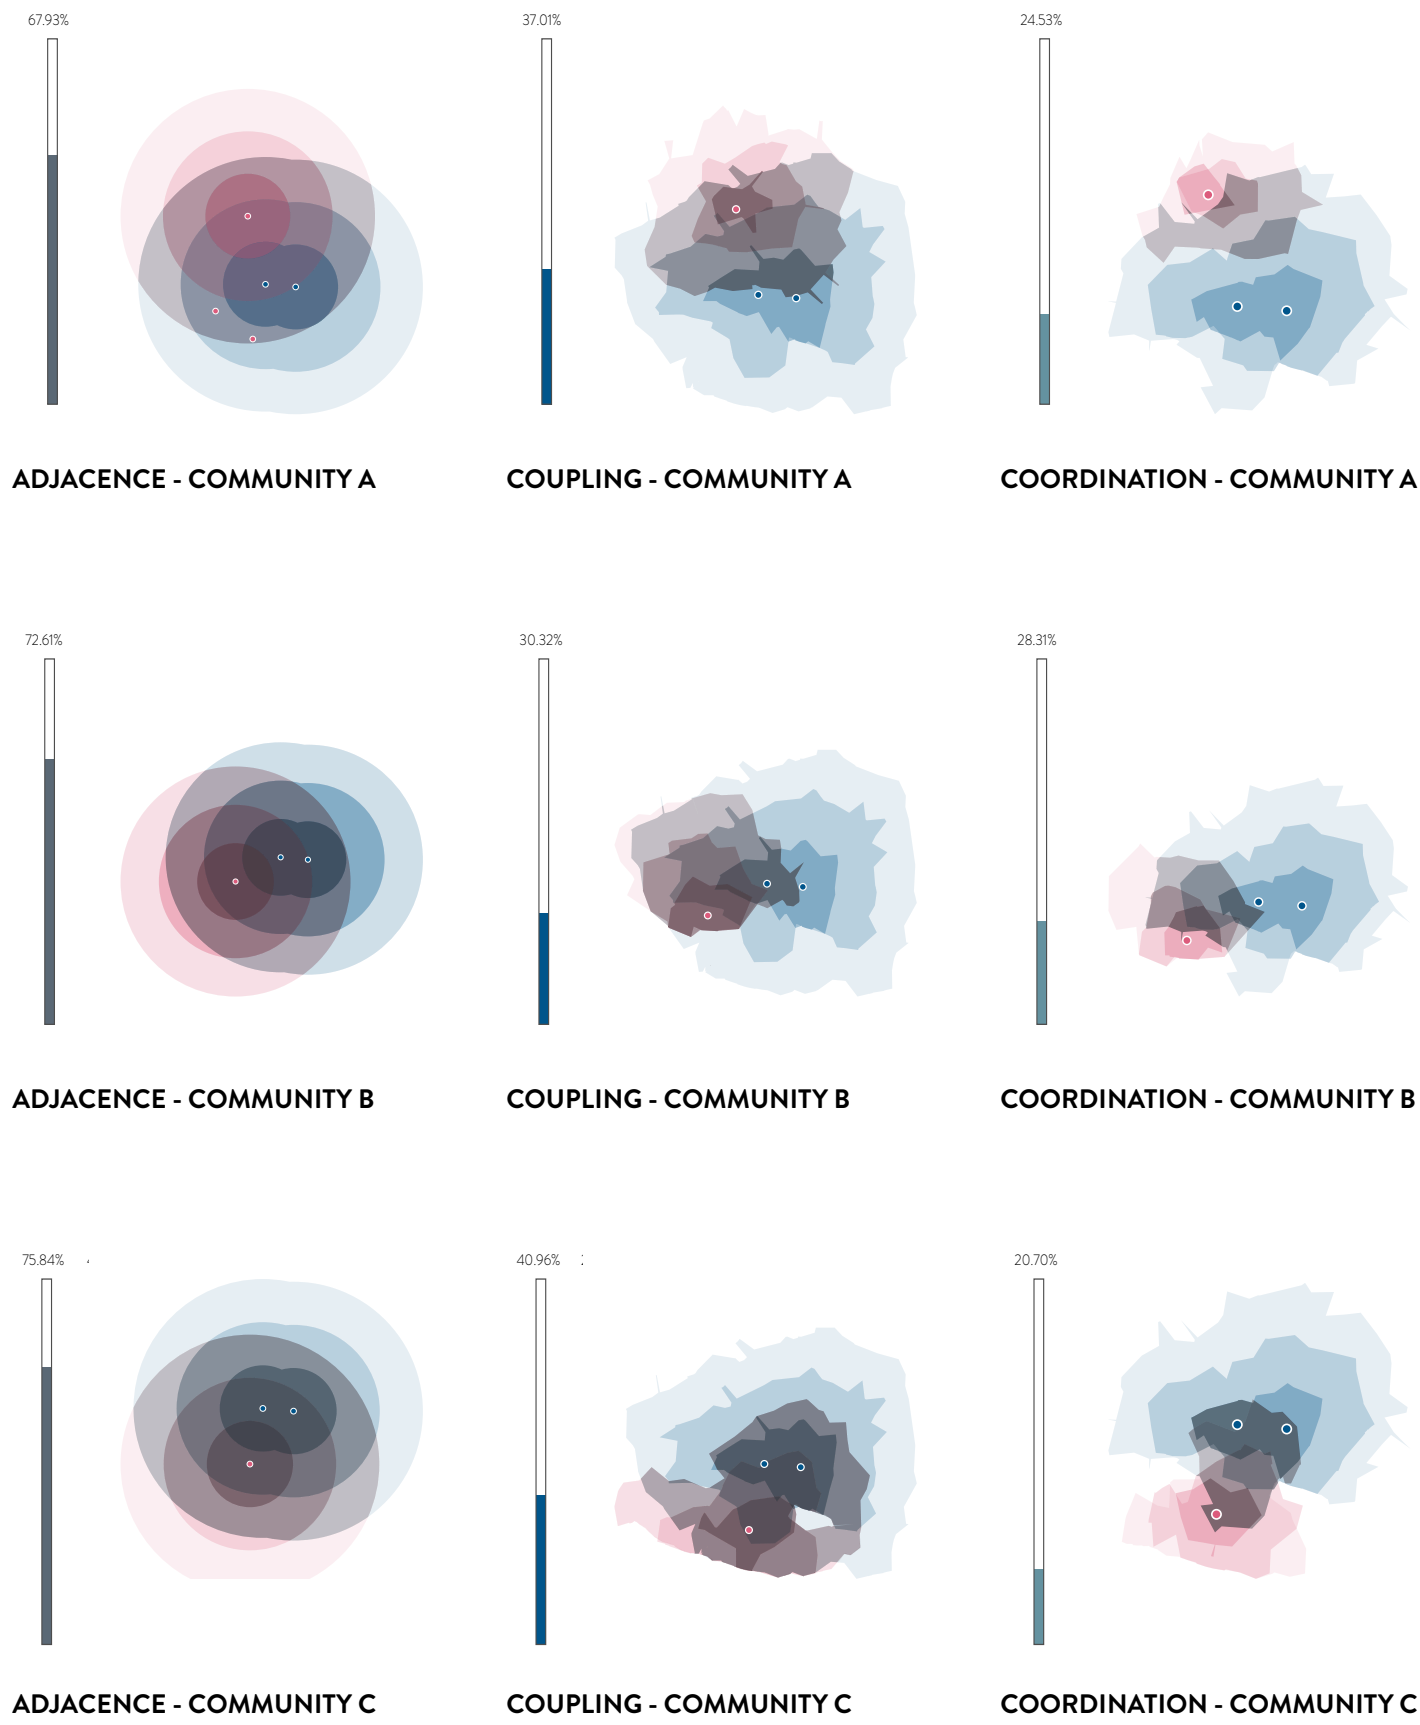 67.93%
37.01%
24.53%
ADJACENCE - COMMUNITY A
COUPLING - COMMUNITY A
COORDINATION - COMMUNITY A
72.61%
30.32%
28.31%
ADJACENCE - COMMUNITY B
COUPLING - COMMUNITY B
COORDINATION - COMMUNITY B
75.84%
40.96%
20.70%
ADJACENCE - COMMUNITY C
COUPLING - COMMUNITY C
COORDINATION - COMMUNITY C